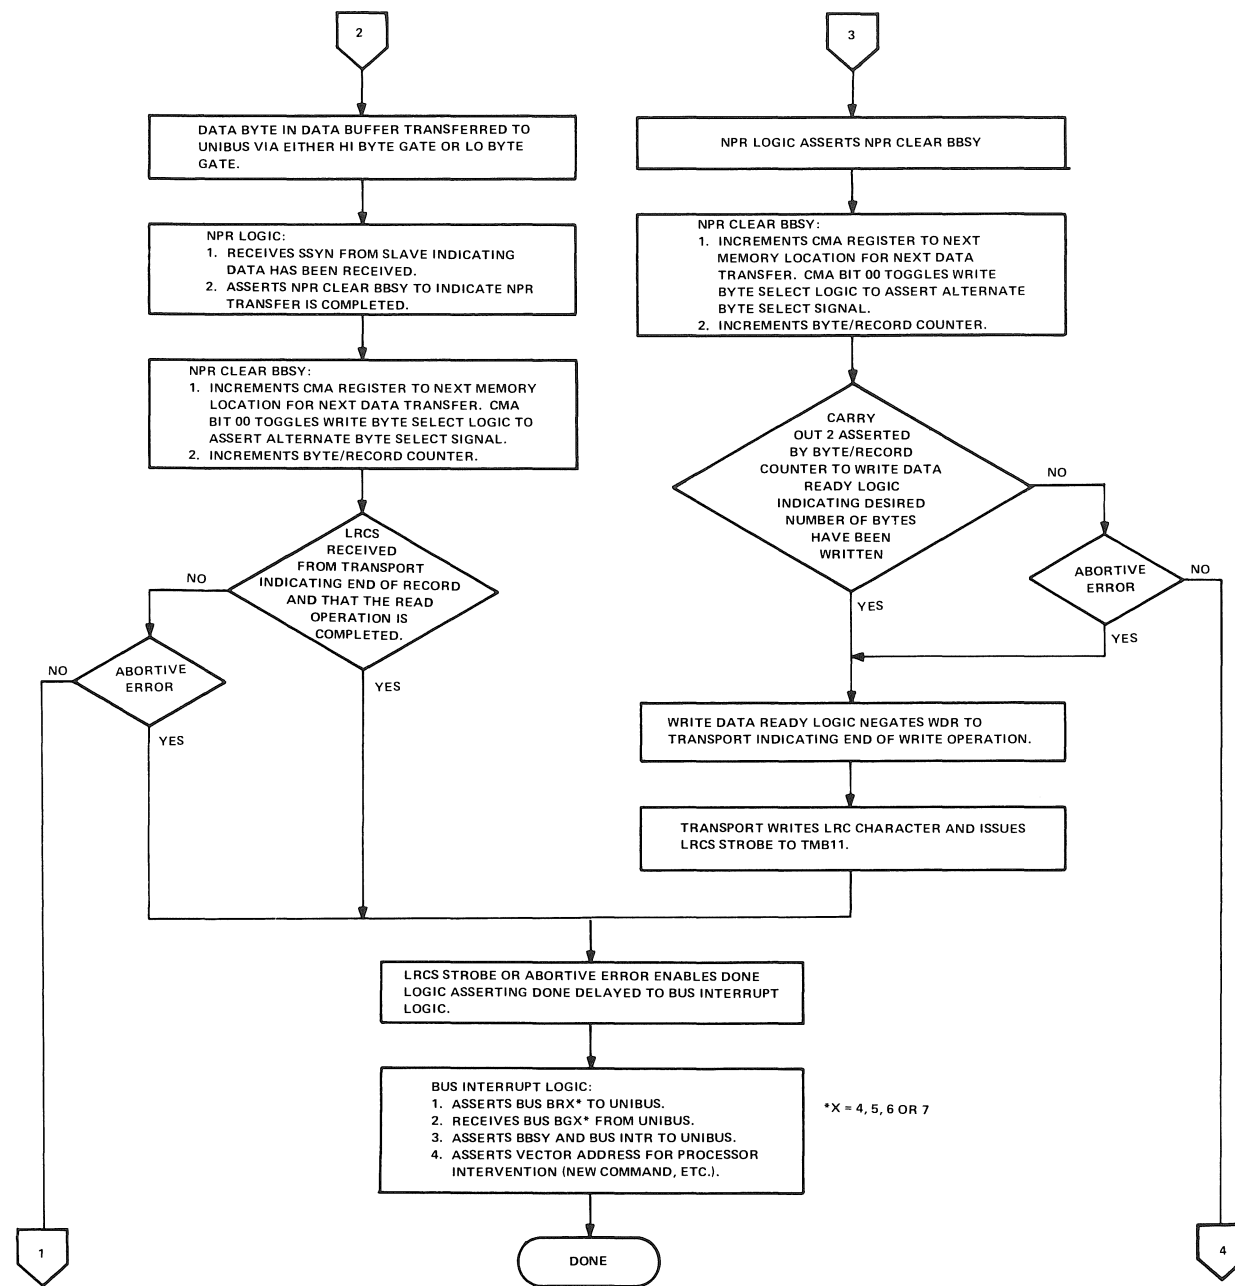 2
DATA BYTE IN DATA BUFFER TRANSFERRED TO
UNIBUS VIA EITHER HI BYTE GATE OR LO BYTE
GATE.
NPR LOGIC:
1. RECEIVES SSYN FROM SLAVE INDICATING
DATA HAS BEEN RECEIVED.
2. ASSERTS NPR CLEAR BBSY TO INDICATE NPR
TRANSFER IS COMPLETED.
NPR CLEAR BBSY:
1. INCREMENTS CMA REGISTER TO NEXT MEMORY
LOCATION FOR NEXT DATA TRANSFER. CMA
BIT 00 TOGGLES WRITE BYTE SELECT LOGIC TO
ASSERT ALTERNATE BYTE SELECT SIGNAL.
2. INCREMENTS BYTE/RECORD COUNTER.
LRCS
RECEIVED
FROM TRANSPORT
INDICATING END OF RECORD
AND THAT THE READ
OPERATION IS
COMPLETED.
NO
YES
ABORTIVE
ERROR
NO
YES
3
NPR LOGIC ASSERTS NPR CLEAR BBSY
NPR CLEAR BBSY:
1. INCREMENTS CMA REGISTER TO NEXT
MEMORY LOCATION FOR NEXT DATA
TRANSFER. CMA BIT 00 TOGGLES WRITE
BYTE SELECT LOGIC TO ASSERT ALTERNATE
BYTE SELECT SIGNAL.
2. INCREMENTS BYTE/RECORD COUNTER.
CARRY
OUT 2 ASSERTED
BY BYTE/RECORD
COUNTER TO WRITE DATA
READY LOGIC
INDICATING DESIRED
NUMBER OF BYTES
HAVE BEEN
WRITTEN
NO
YES
ABORTIVE
ERROR
NO
YES
WRITE DATA READY LOGIC NEGATES WDR TO
TRANSPORT INDICATING END OF WRITE OPERATION.
TRANSPORT WRITES LRC CHARACTER AND ISSUES
LRCS STROBE TO TMB11.
LRCS STROBE OR ABORTIVE ERROR ENABLES DONE
LOGIC ASSERTING DONE DELAYED TO BUS INTERRUPT
LOGIC.
BUS INTERRUPT LOGIC:
1. ASSERTS BUS BRX* TO UNIBUS.
2. RECEIVES BUS BGX* FROM UNIBUS.
3. ASSERTS BBSY AND BUS INTR TO UNIBUS.
4. ASSERTS VECTOR ADDRESS FOR PROCESSOR
INTERVENTION (NEW COMMAND, ETC.).
*X = 4, 5, 6 OR 7
1
DONE
4